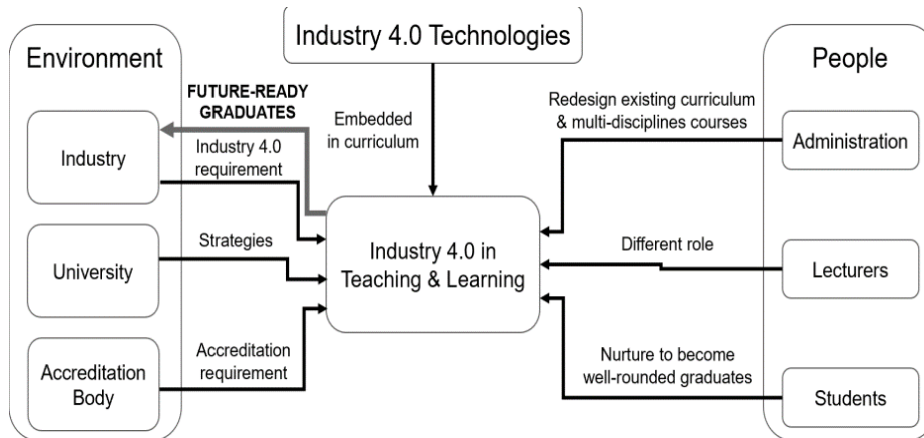 Industry 4.0 Technologies
Environment
People
FUTURE-READY
GRADUATES
Embedded
in curriculum
Redesign existing curriculum
& multi-disciplines courses
Industry
Industry 4.0
requirement
Administration
University
Strategies
Industry 4.0 in
Teaching & Learning
Different role
Lecturers
Accreditation
Body
Accreditation
requirement
Nurture to become
well-rounded graduates
Students